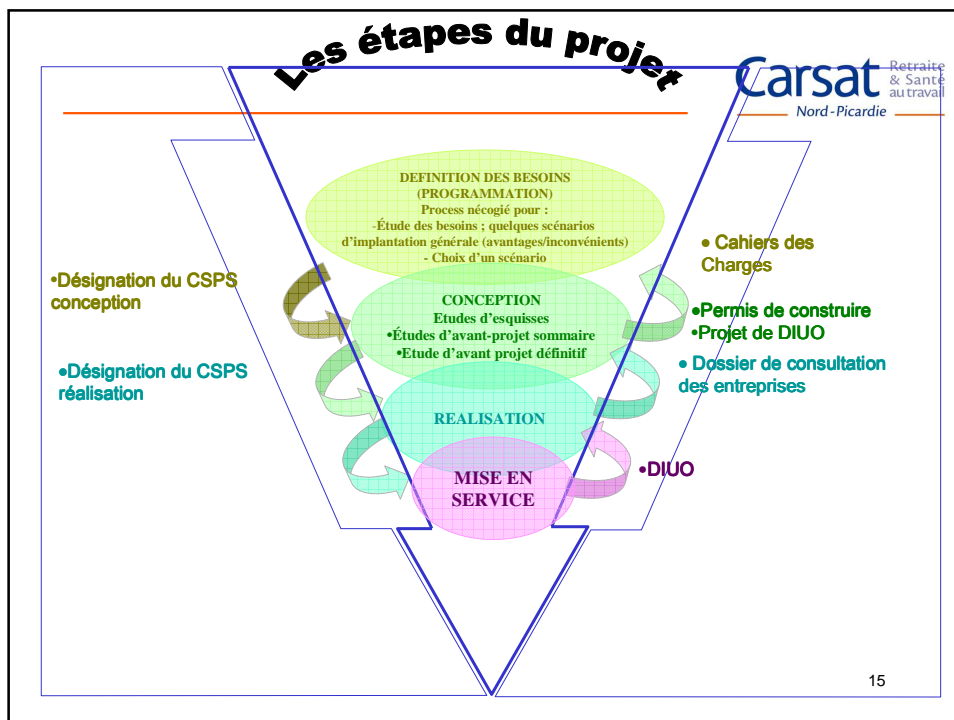 Les étapes du projet
Carsat
Retraite
& Santé
au travail
Nord-Picardie
DEFINITION DES BESOINS
(PROGRAMMATION)
Process nécogié pour :
-Étude des besoins ; quelques scénarios
d'implantation générale (avantages/inconvénients)
- Choix d'un scénario
• Cahiers des
Charges
•Désignation du CSPS
conception
CONCEPTION
Etudes d'esquisses
•Études d'avant-projet sommaire
•Etude d'avant projet définitif
•Permis de construire
•Projet de DIUO
•Désignation du CSPS
réalisation
• Dossier de consultation
des entreprises
REALISATION
MISE EN
SERVICE
•DIUO
15